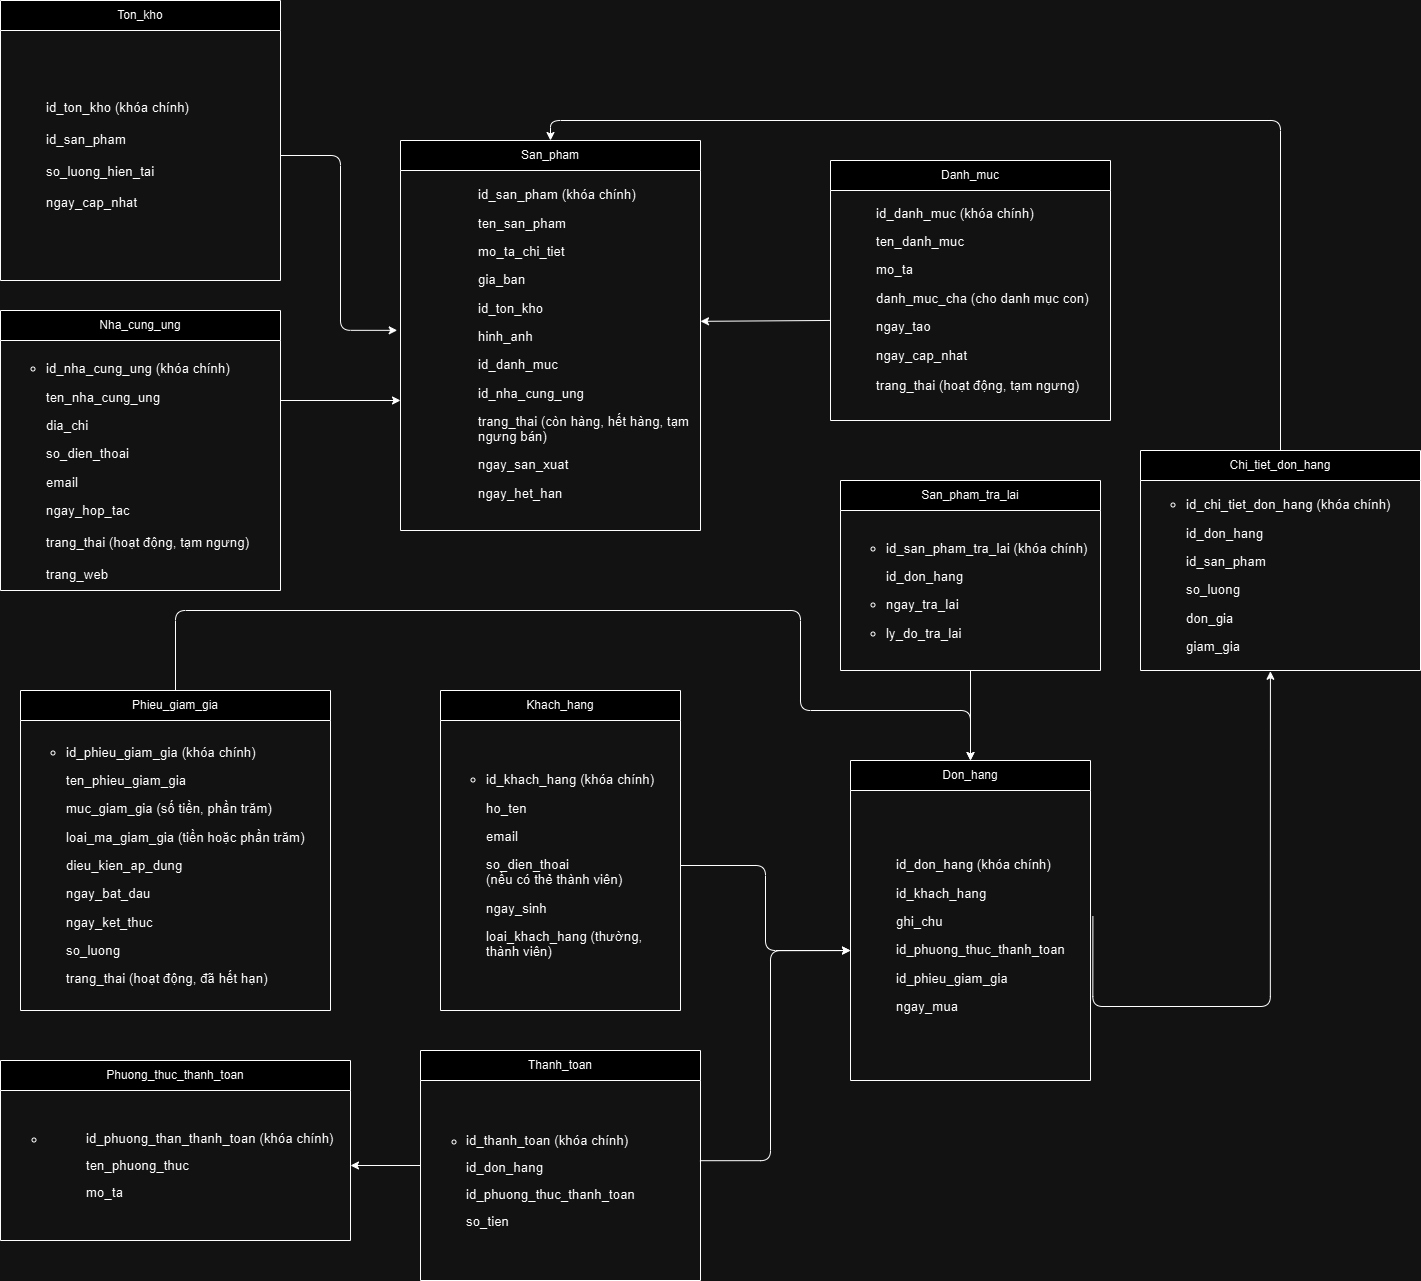 Ton_kho
id_ton_kho (khóa chính)
id_san_pham
so_luong_hien_tai
ngay_cap_nhat
San_pham
id_san_pham (khóa chính)
ten_san_pham
mo_ta_chi_tiet
gia_ban
id_ton_kho
hinh_anh
id_danh_muc
id_nha_cung_ung
trang_thai (còn hàng, hết hàng, tạm
ngưng bán)
ngay_san_xuat
ngay_het_han
Danh_muc
id_danh_muc (khóa chính)
ten_danh_muc
mo_ta
danh_muc_cha (cho danh mục con)
ngay_tao
ngay_cap_nhat
trang_thai (hoạt động, tạm ngưng)
Nha_cung_ung
id_nha_cung_ung (khóa chính)
ten_nha_cung_ung
dia_chi
so_dien_thoai
email
ngay_hop_tac
trang_thai (hoạt động, tạm ngưng)
trang_web
San_pham_tra_lai
id_san_pham_tra_lai (khóa chính)
id_don_hang
ngay_tra_lai
ly_do_tra_lai
Chi_tiet_don_hang
id_chi_tiet_don_hang (khóa chính)
id_don_hang
id_san_pham
so_luong
don_gia
giam_gia
Phieu_giam_gia
id_phieu_giam_gia (khóa chính)
ten_phieu_giam_gia
muc_giam_gia (số tiền, phần trăm)
loai_ma_giam_gia (tiền hoặc phần trăm)
dieu_kien_ap_dung
ngay_bat_dau
ngay_ket_thuc
so_luong
trang_thai (hoạt động, đã hết hạn)
Khach_hang
id_khach_hang (khóa chính)
ho_ten
email
so_dien_thoai
(nếu có thẻ thành viên)
ngay_sinh
loai_khach_hang (thường,
thành viên)
Don_hang
id_don_hang (khóa chính)
id_khach_hang
ghi_chu
id_phuong_thuc_thanh_toan
id_phieu_giam_gia
ngay_mua
Phuong_thuc_thanh_toan
id_phuong_than_thanh_toan (khóa chính)
ten_phuong_thuc
mo_ta
Thanh_toan
id_thanh_toan (khóa chính)
id_don_hang
id_phuong_thuc_thanh_toan
so_tien